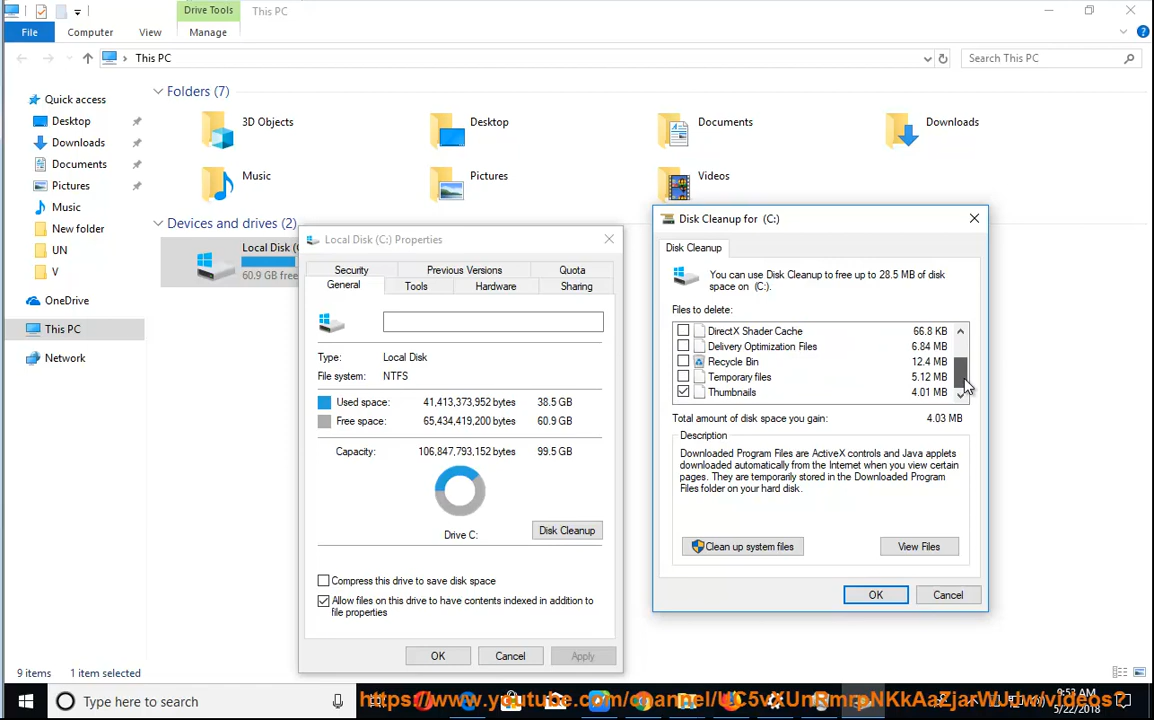 Drive Tools
This PC
File
Computer
View
Manage
This PC
Search This PC
Quick access
Desktop
Downloads
Documents
Pictures
Music
New folder
UN
V
OneDrive
This PC
Network
Folders (7)
3D Objects
Desktop
Documents
Downloads
Music
Pictures
Videos
Devices and drives (2)
Local Disk (C
60.9 GB free
Local Disk (C:) Properties
Security
Previous Versions
Quota
General
Tools
Hardware
Sharing
Type: Local Disk
File system: NTFS
Used space: 41,413,373,952 bytes 38.5 GB
Free space: 65,434,419,200 bytes 60.9 GB
Capacity: 106,847,793,152 bytes 99.5 GB
Drive C:
Disk Cleanup
Compress this drive to save disk space
Allow files on this drive to have contents indexed in addition to
file properties
OK
Cancel
Apply
Disk Cleanup for (C:)
Disk Cleanup
You can use Disk Cleanup to free up to 28.5 MB of disk
space on (C:).
Files to delete:
DirectX Shader Cache 66.8 KB
Delivery Optimization Files 6.84 MB
Recycle Bin 12.4 MB
Temporary files 5.12 MB
Thumbnails 4.01 MB
Total amount of disk space you gain: 4.03 MB
Description
Downloaded Program Files are ActiveX controls and Java applets
downloaded automatically from the Internet when you view certain
pages. They are temporarily stored in the Downloaded Program
Files folder on your hard disk.
Clean up system files
View Files
OK
Cancel
9 items 1 item selected
Type here to search
9:53 AM
5/22/2018